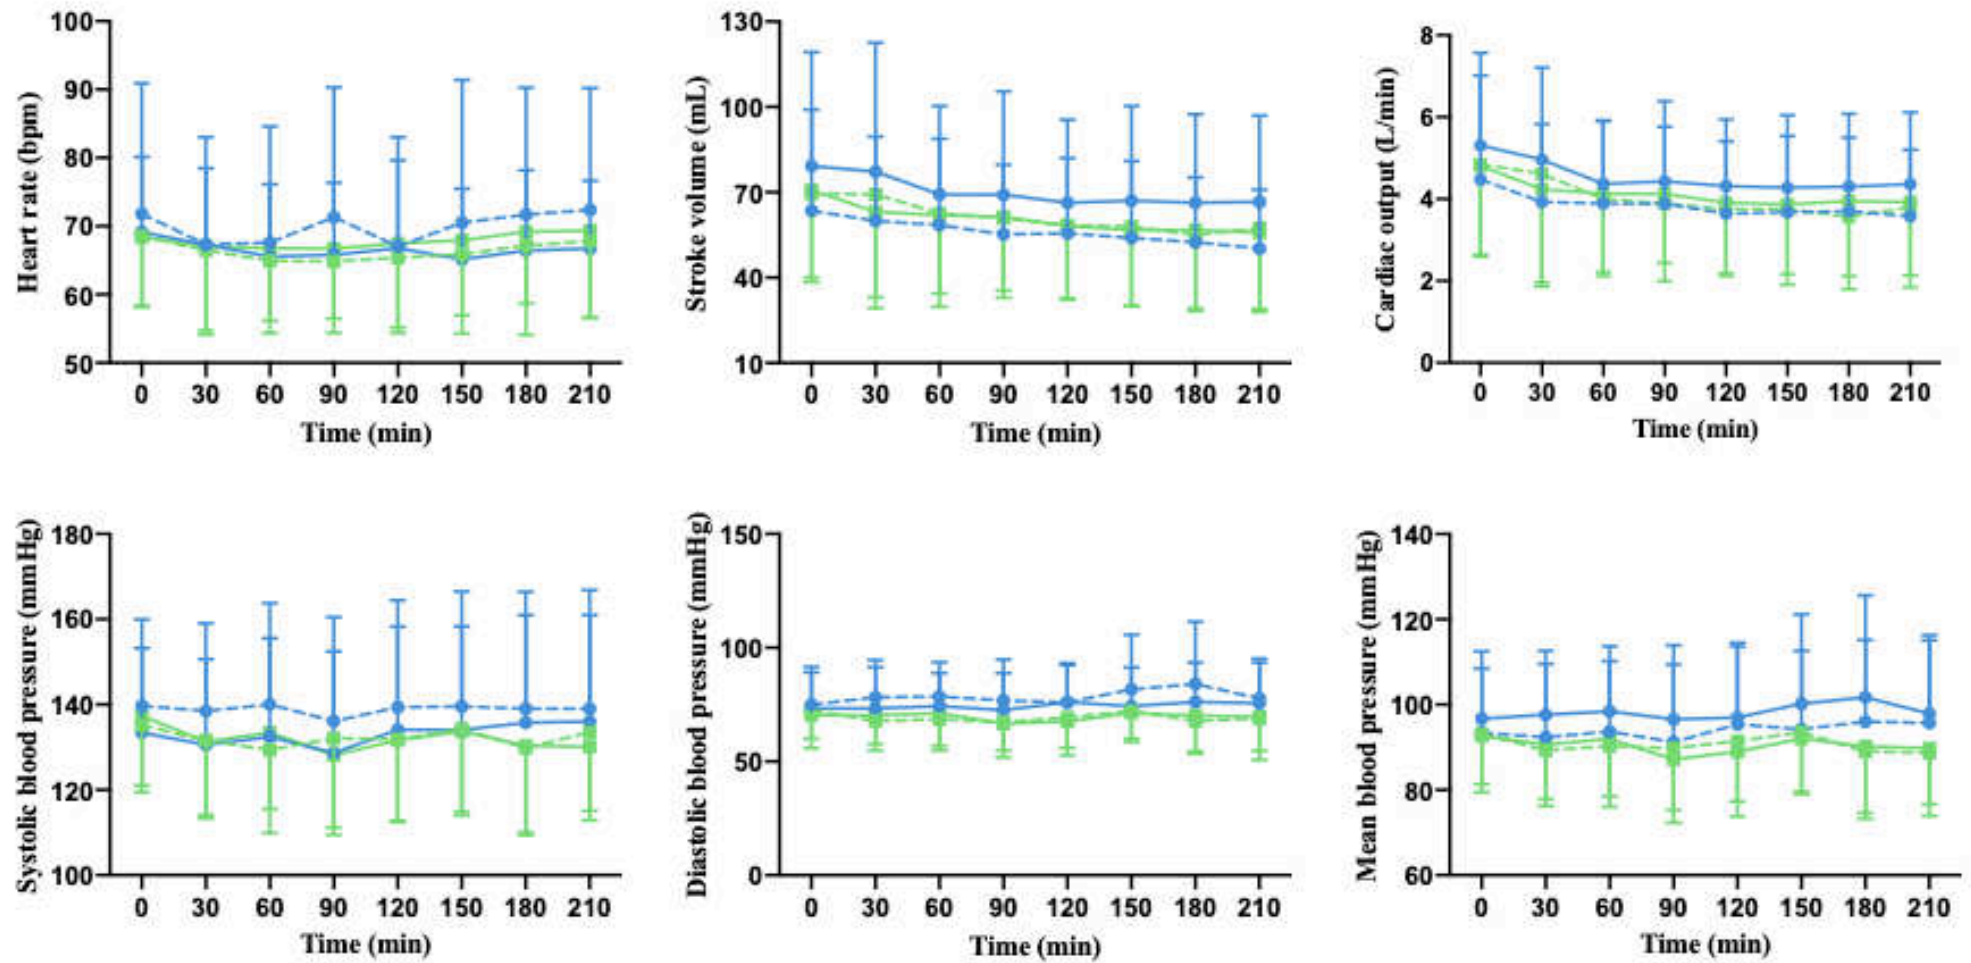 Heart rate (bpm)
100
90
80
70
60
50
0 30 60 90 120 150 180 210
Time (min)
Stroke volume (mL)
130
100
70
40
10
0 30 60 90 120 150 180 210
Time (min)
Cardiac output (L/min)
8
6
4
2
0
0 30 60 90 120 150 180 210
Time (min)
Systolic blood pressure (mmHg)
180
160
140
120
100
0 30 60 90 120 150 180 210
Time (min)
Diastolic blood pressure (mmHg)
150
100
50
0
0 30 60 90 120 150 180 210
Time (min)
Mean blood pressure (mmHg)
140
120
100
80
60
0 30 60 90 120 150 180 210
Time (min)